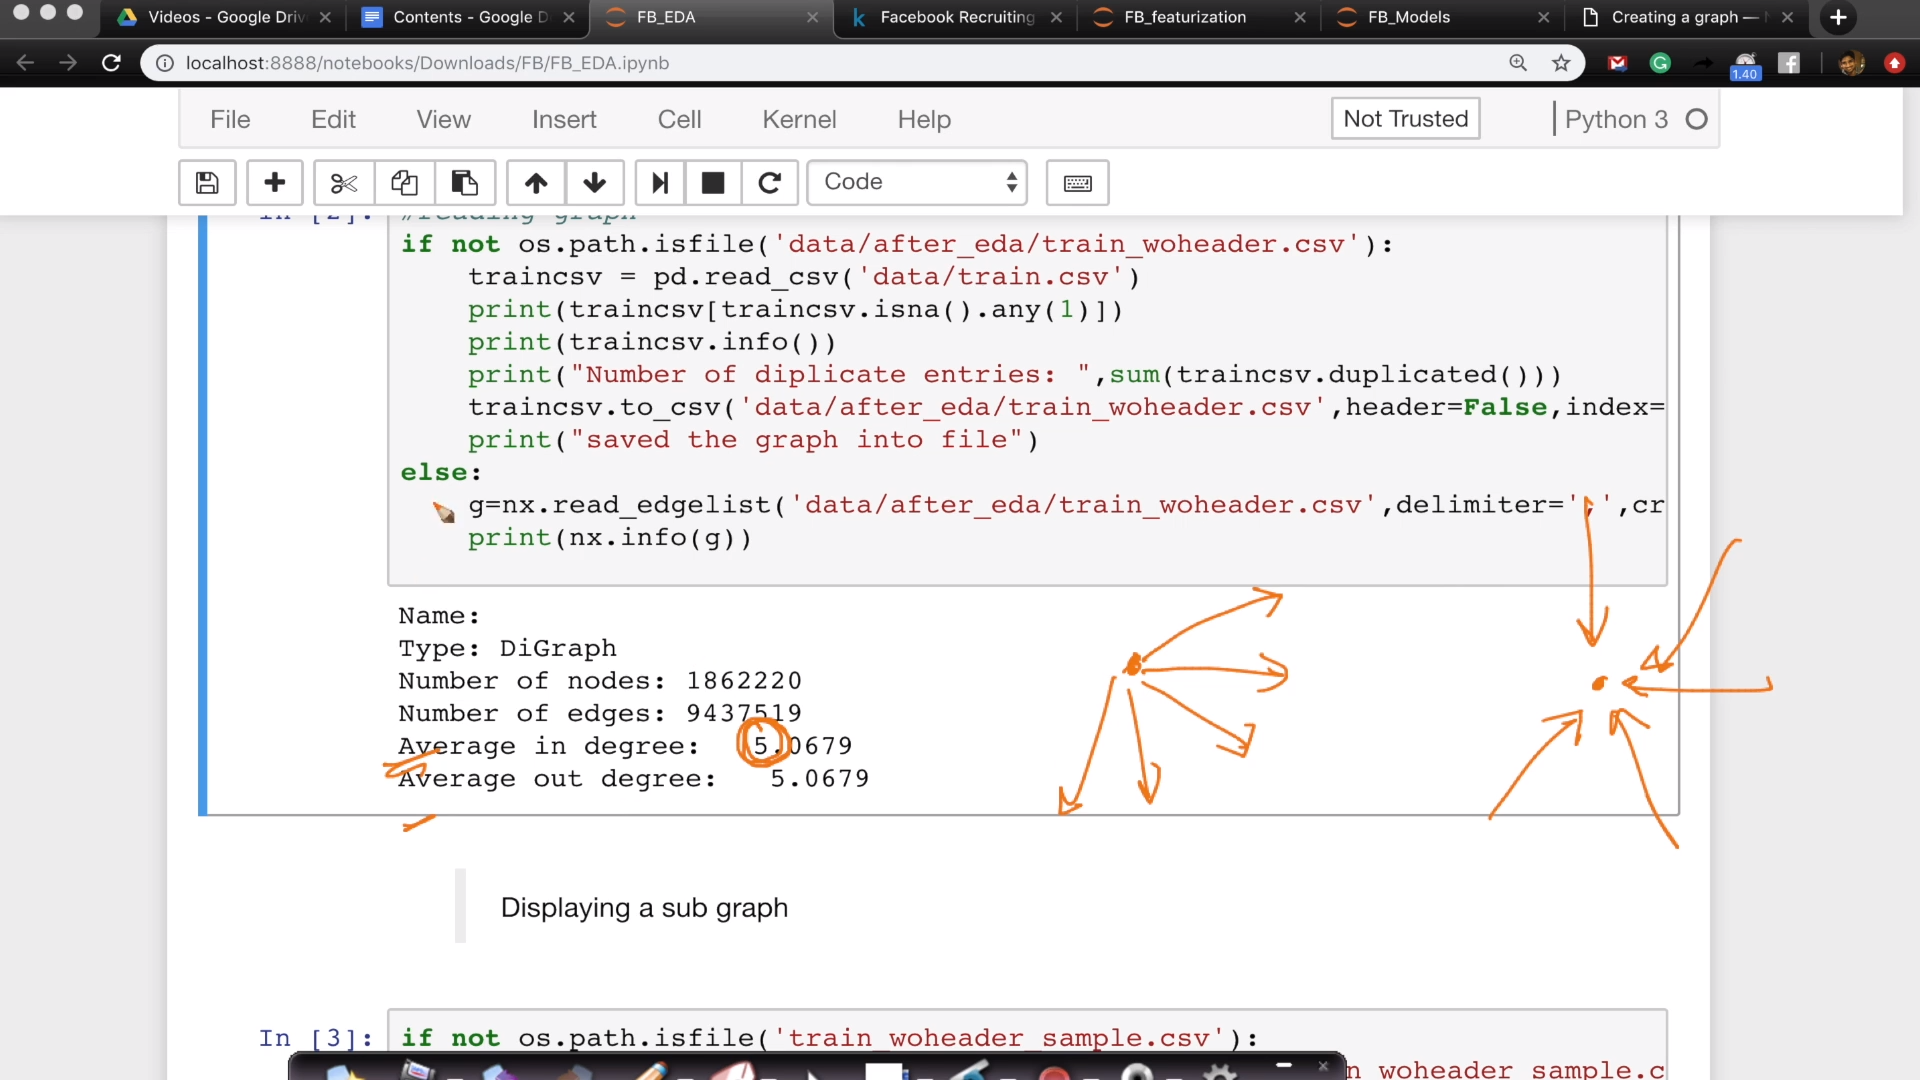 Videos - Google Driv
Contents - Google D
FB_EDA
Facebook Recruiting
FB_featurization
FB_Models
Creating a graph —
localhost:8888/notebooks/Downloads/FB/FB_EDA.ipynb
1.40
File Edit View Insert Cell Kernel Help Not Trusted Python 3
Code
In [2]: #reading graph
if not os.path.isfile('data/after_eda/train_woheader.csv'):
traincsv = pd.read_csv('data/train.csv')
print(traincsv[traincsv.isna().any(1)])
print(traincsv.info())
print("Number of diplicate entries: ",sum(traincsv.duplicated()))
traincsv.to_csv('data/after_eda/train_woheader.csv',header=False,index=
print("saved the graph into file")
else:
g=nx.read_edgelist('data/after_eda/train_woheader.csv',delimiter=',',cr
print(nx.info(g))
Name:
Type: DiGraph
Number of nodes: 1862220
Number of edges: 9437519
Average in degree: 5.0679
Average out degree: 5.0679
Displaying a sub graph
In [3]: if not os.path.isfile('train_woheader_sample.csv'):
n_woheader_sample.c